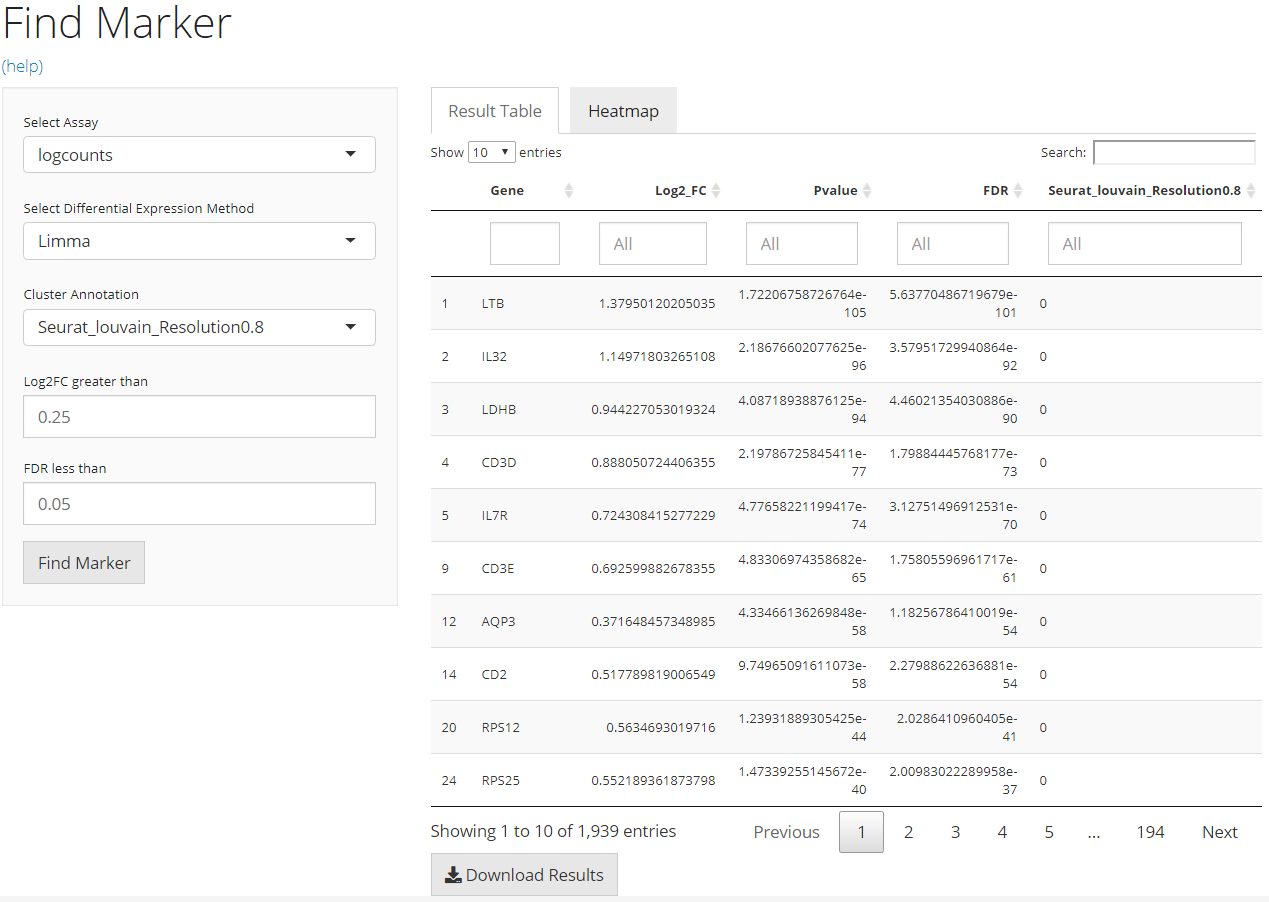 Find Marker
(help)
Select Assay
logcounts
Select Differential Expression Method
Limma
Cluster Annotation
Seurat_louvain_Resolution0.8
Log2FC greater than
0.25
FDR less than
0.05
Find Marker
Result Table Heatmap
Show 10 entries Search:
Gene Log2_FC Pvalue FDR Seurat_louvain_Resolution0.8
All All All All
1 LTB 1.37950120205035 1.72206758726764e-105 5.63770486719679e-101 0
2 IL32 1.14971803265108 2.18676602077625e-96 3.57951729940864e-92 0
3 LDHB 0.944227053019324 4.08718938876125e-94 4.46021354030886e-90 0
4 CD3D 0.888050724406355 2.19786725845411e-77 1.79884445768177e-73 0
5 IL7R 0.724308415277229 4.77658221199417e-74 3.12751496912531e-70 0
9 CD3E 0.692599882678355 4.83306974358682e-65 1.75805596961717e-61 0
12 AQP3 0.371648457348985 4.33466136269848e-58 1.18256786410019e-54 0
14 CD2 0.517789819006549 9.74965091611073e-58 2.27988622636881e-54 0
20 RPS12 0.5634693019716 1.23931889305425e-44 2.0286410960405e-41 0
24 RPS25 0.552189361873798 1.47339255145672e-40 2.00983022289958e-37 0
Showing 1 to 10 of 1,939 entries Previous 1 2 3 4 5 ... 194 Next
Download Results